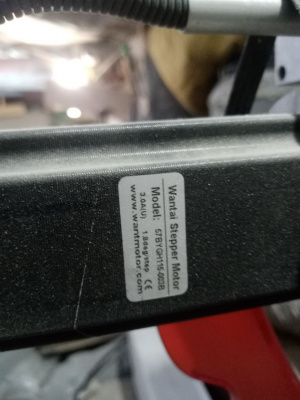 Wantai Stepper Motor
Model: 57BYGH115-003B
3.0A(U) 1.8deg/step CE
www.wantmotor.com